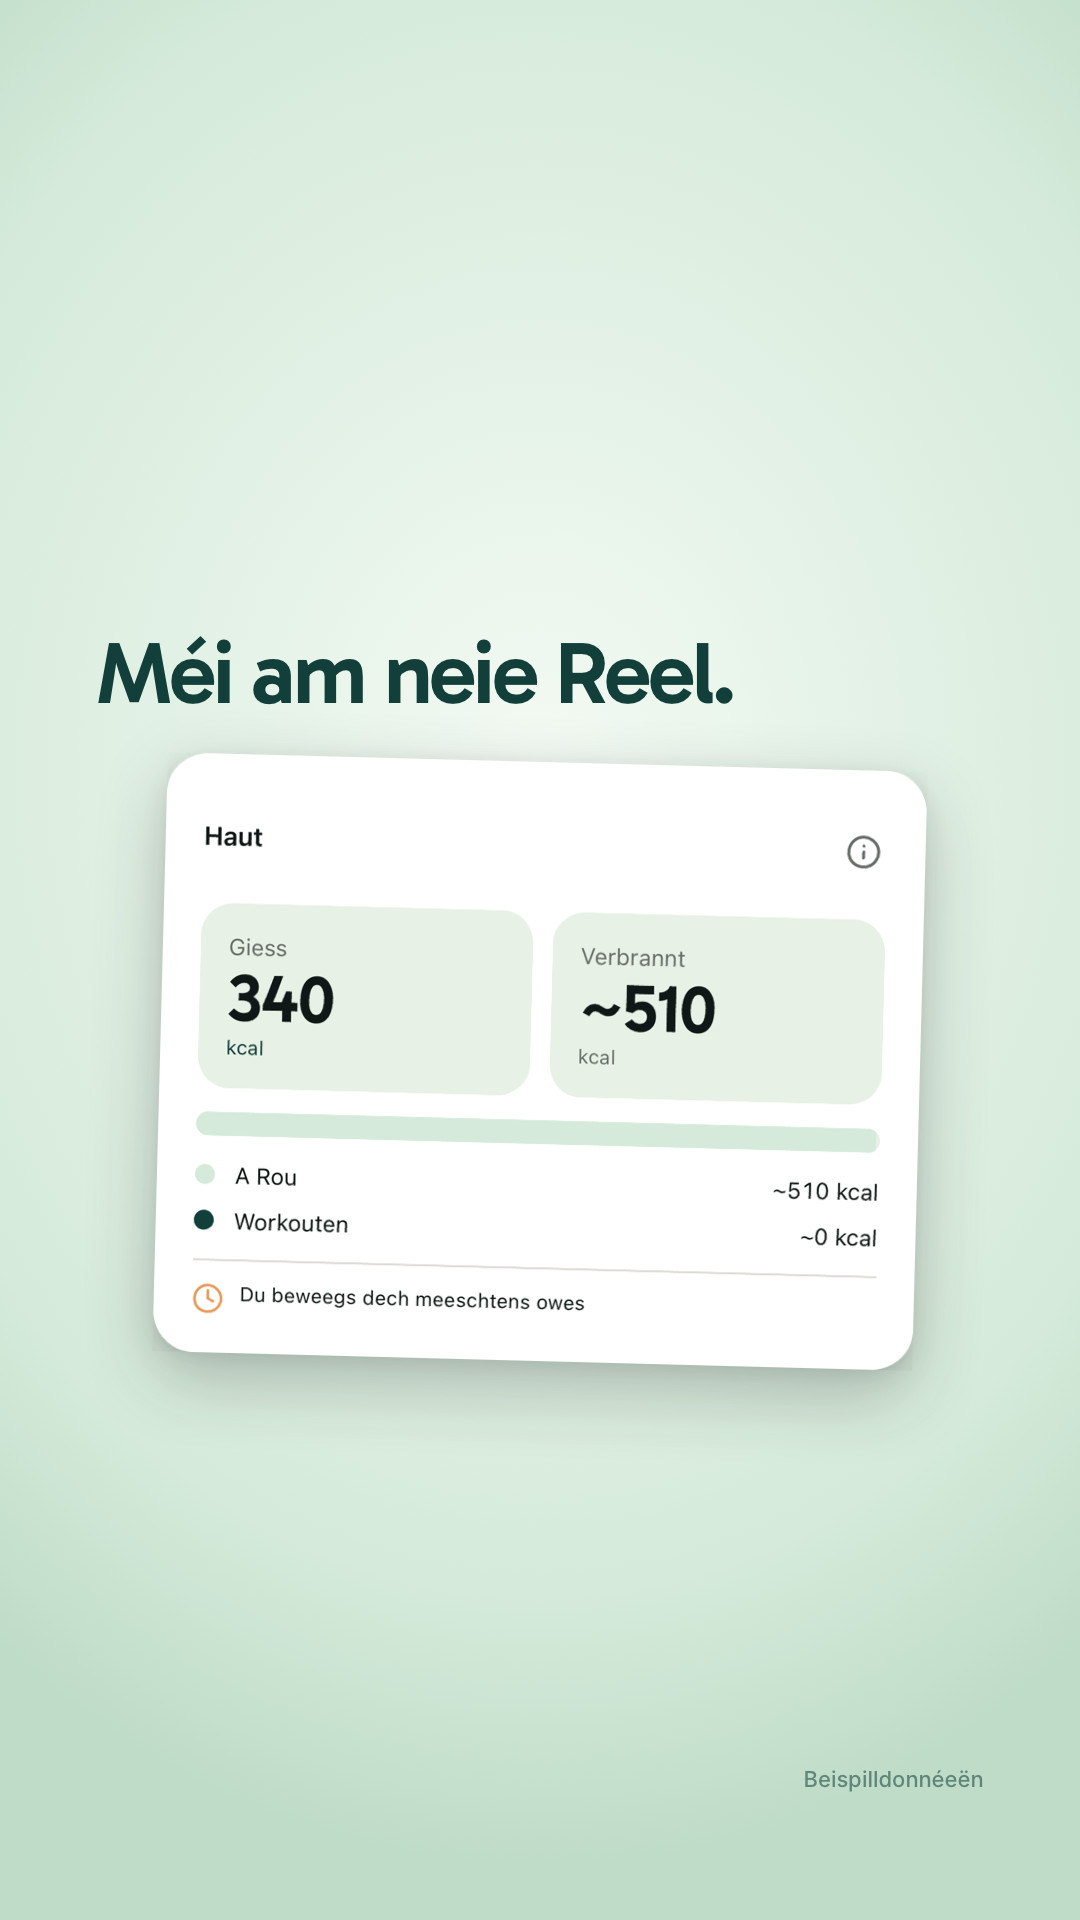 Méi am neie Reel.
Haut
Giess
340
kcal
Verbrannt
~510
kcal
A Rou
~510 kcal
Workouten
~0 kcal
Du beweegs dech meeschtens owes
Beispilldonnéeën